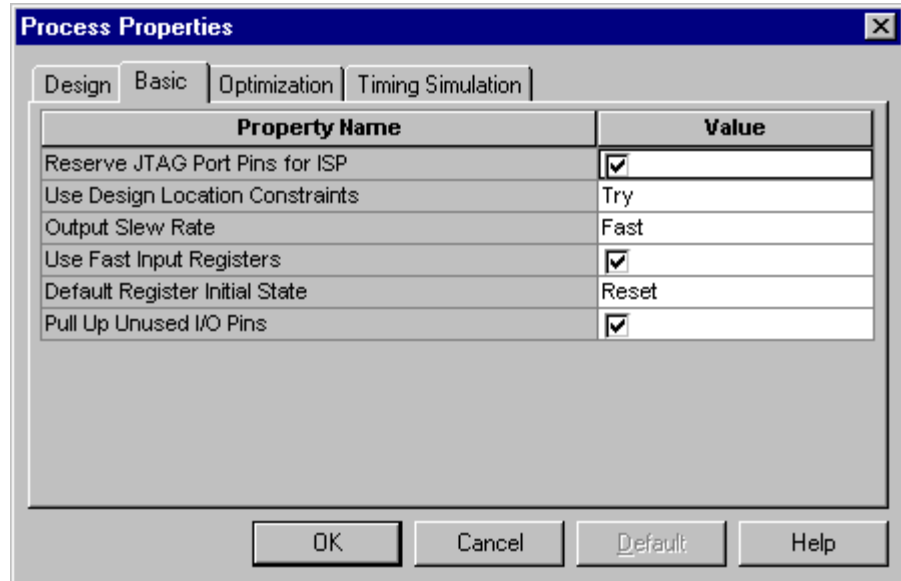 Process Properties
Design Basic Optimization Timing Simulation
Property Name Value
Reserve JTAG Port Pins for ISP
Use Design Location Constraints Try
Output Slew Rate Fast
Use Fast Input Registers
Default Register Initial State Reset
Pull Up Unused I/O Pins
OK Cancel Default Help